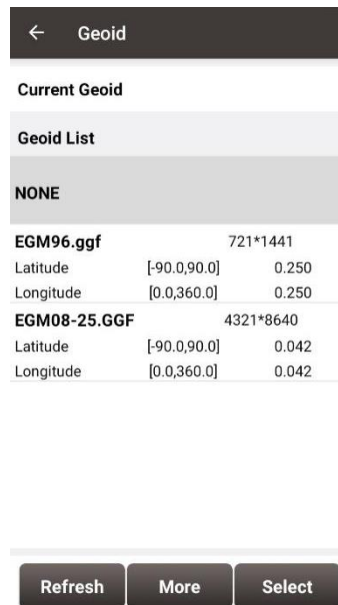 ← Geoid
Current Geoid
Geoid List
NONE
EGM96.ggf 721*1441
Latitude [-90.0,90.0] 0.250
Longitude [0.0,360.0] 0.250
EGM08-25.GGF 4321*8640
Latitude [-90.0,90.0] 0.042
Longitude [0.0,360.0] 0.042
Refresh More Select